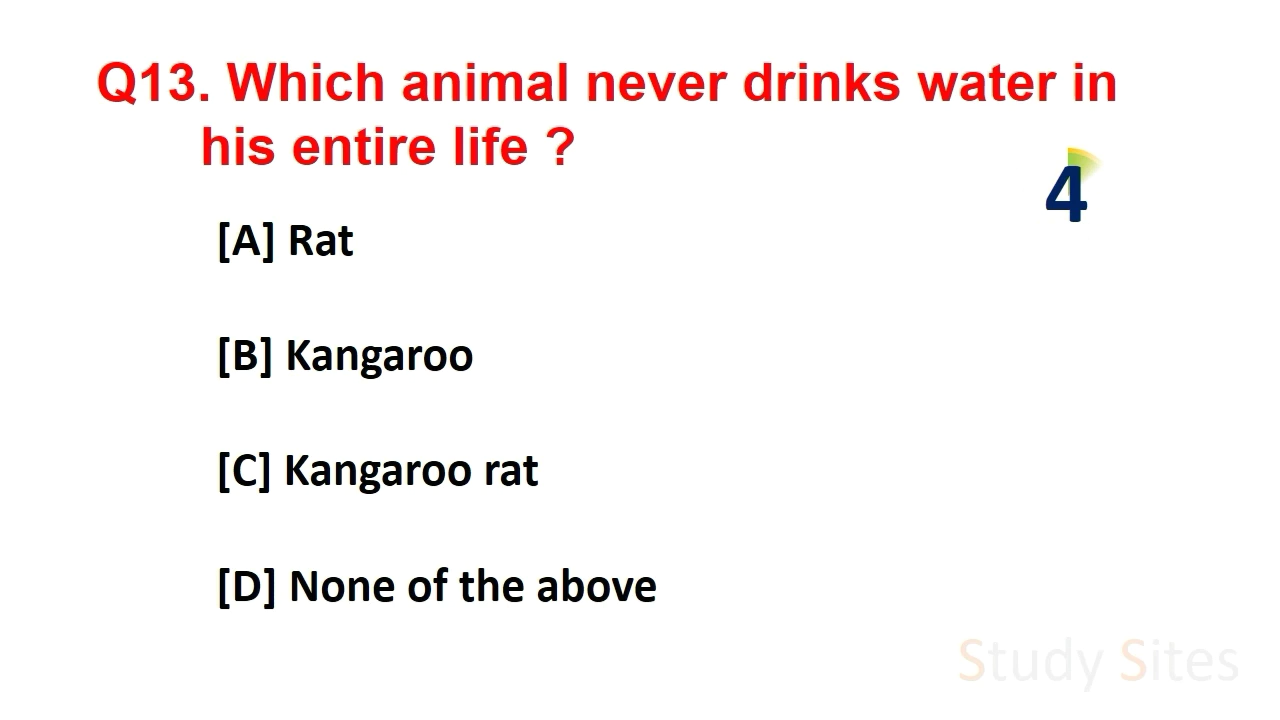 Q13. Which animal never drinks water in
his entire life ?
4
[A] Rat
[B] Kangaroo
[C] Kangaroo rat
[D] None of the above
Study Sites